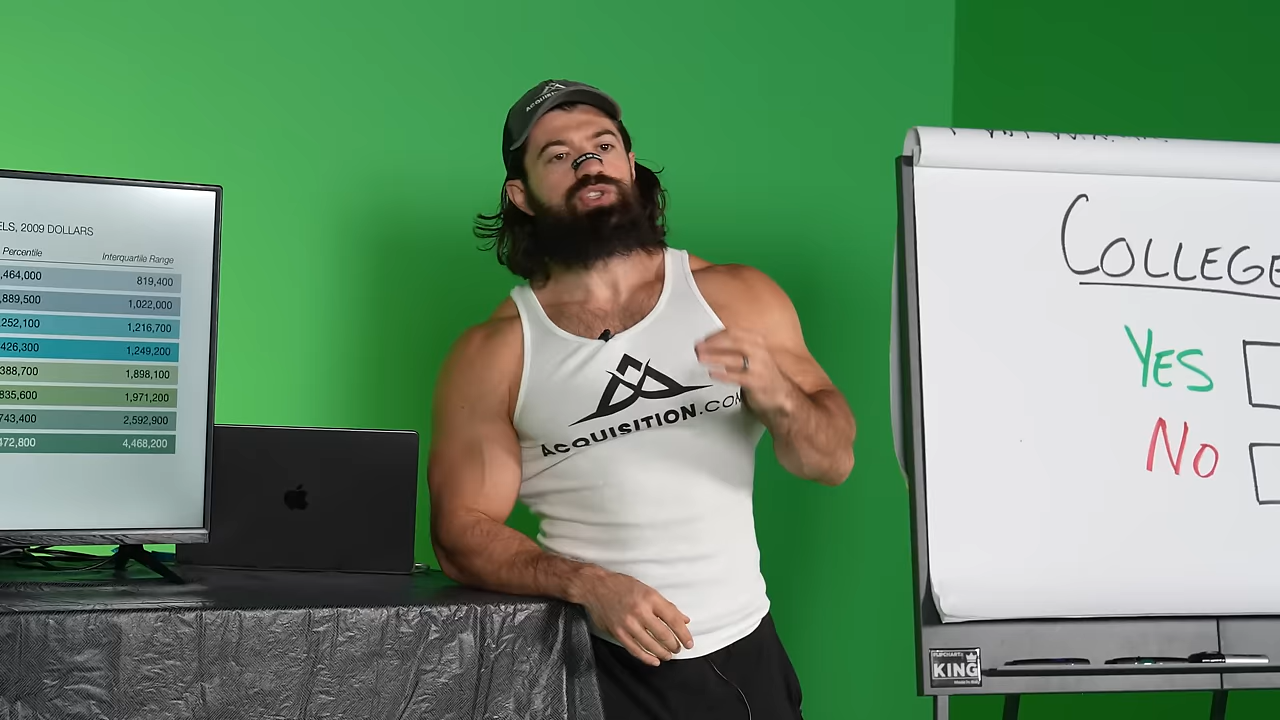 ELS, 2009 DOLLARS
Percentile Interquartile Range
,464,000 819,400
,889,500 1,022,000
,252,100 1,216,700
,426,300 1,249,200
,388,700 1,898,100
,835,600 1,971,200
,743,400 2,592,900
,472,800 4,468,200
ACQUISITION.COM
COLLEGE
YES
NO
FLIPCHART
KING